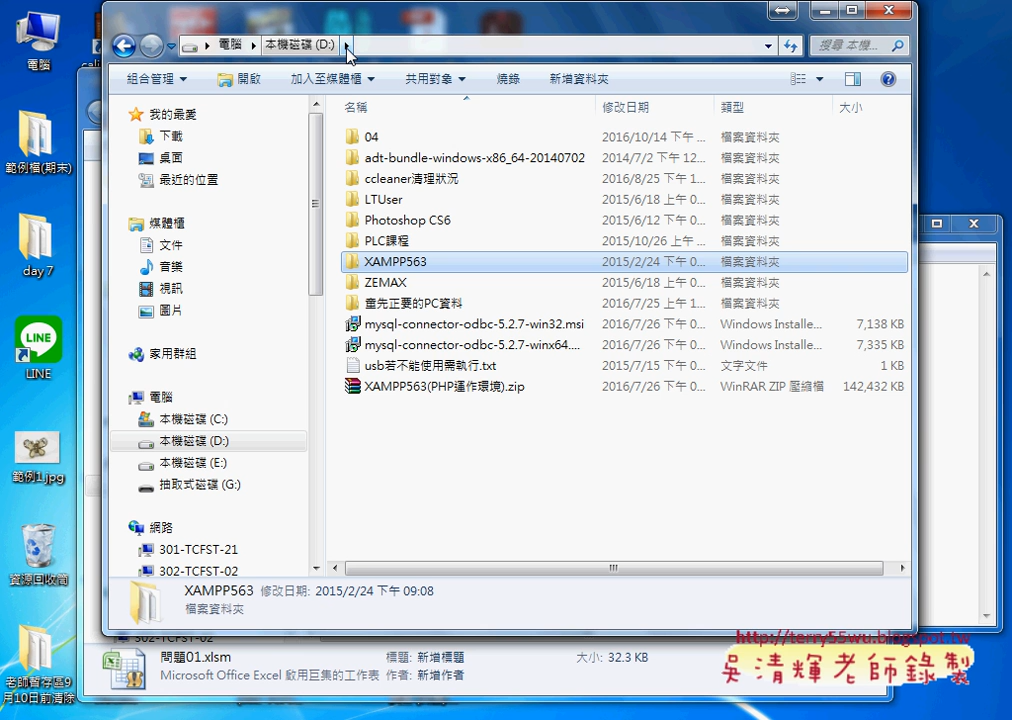 電腦
範例檔(期末)
day 7
LINE
LINE
範例1.jpg
資源回收筒
老師暫存區9
月10日前清除
電腦
本機磁碟 (D:)
搜尋 本機...
組合管理
開啟
加入至媒體櫃
共用對象
燒錄
新增資料夾
我的最愛
下載
桌面
最近的位置
媒體櫃
文件
音樂
視訊
圖片
家用群組
電腦
本機磁碟 (C:)
本機磁碟 (D:)
本機磁碟 (E:)
抽取式磁碟 (G:)
網路
301-TCFST-21
302-TCFST-02
名稱 修改日期 類型 大小
04 2016/10/14 下午 ... 檔案資料夾
adt-bundle-windows-x86_64-20140702 2014/7/2 下午 12... 檔案資料夾
ccleaner清理狀況 2016/8/25 下午 1... 檔案資料夾
LTUser 2015/6/18 上午 0... 檔案資料夾
Photoshop CS6 2015/6/12 下午 0... 檔案資料夾
PLC課程 2015/10/26 上午 ... 檔案資料夾
XAMPP563 2015/2/24 下午 0... 檔案資料夾
ZEMAX 2015/6/18 上午 0... 檔案資料夾
童先正要的PC資料 2016/7/25 上午 1... 檔案資料夾
mysql-connector-odbc-5.2.7-win32.msi 2016/7/26 下午 0... Windows Installe... 7,138 KB
mysql-connector-odbc-5.2.7-winx64.... 2016/7/26 下午 0... Windows Installe... 7,335 KB
usb若不能使用需執行.txt 2015/7/15 下午 0... 文字文件 1 KB
XAMPP563(PHP運作環境).zip 2016/7/26 下午 0... WinRAR ZIP 壓縮檔 142,432 KB
XAMPP563 修改日期: 2015/2/24 下午 09:08
檔案資料夾
302-TCFST-02
問題01.xlsm 標題: 新增標題 大小: 32.3 KB
Microsoft Office Excel 啟用巨集的工作表 作者: 新增作者
http://terry55wu.blogspot.tw
吳清輝老師錄製